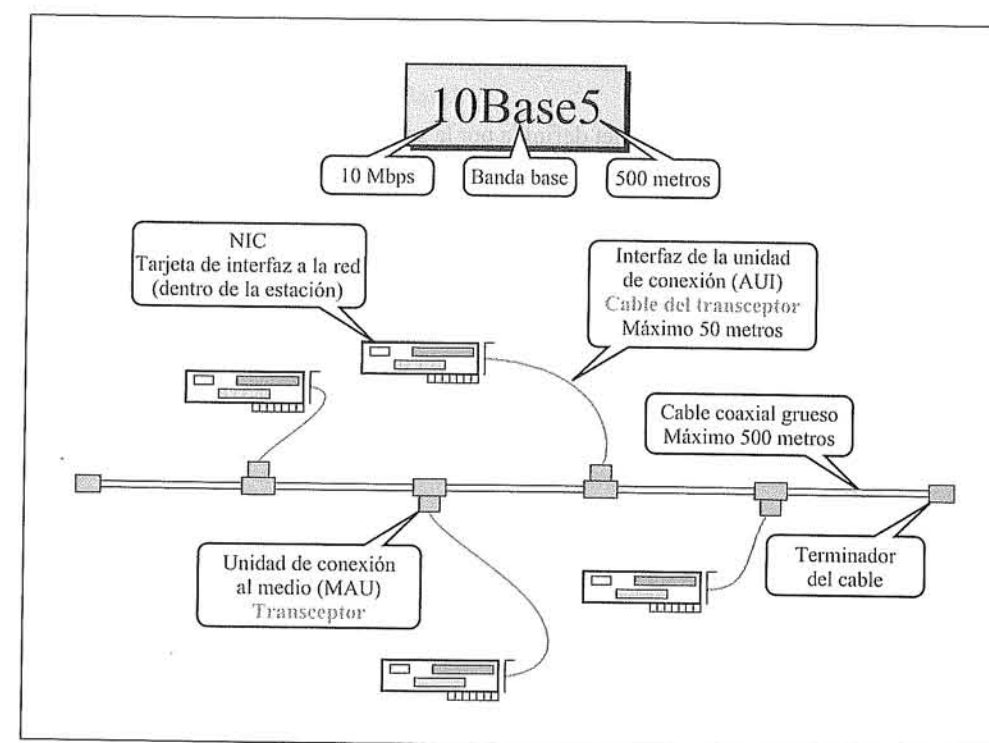 10Base5
10 Mbps
Banda base
500 metros
NIC
Tarjeta de interfaz a la red
(dentro de la estación)
Interfaz de la unidad
de conexión (AUI)
Cable del transceptor
Máximo 50 metros
Cable coaxial grueso
Máximo 500 metros
Unidad de conexión
al medio (MAU)
Transceptor
Terminador
del cable